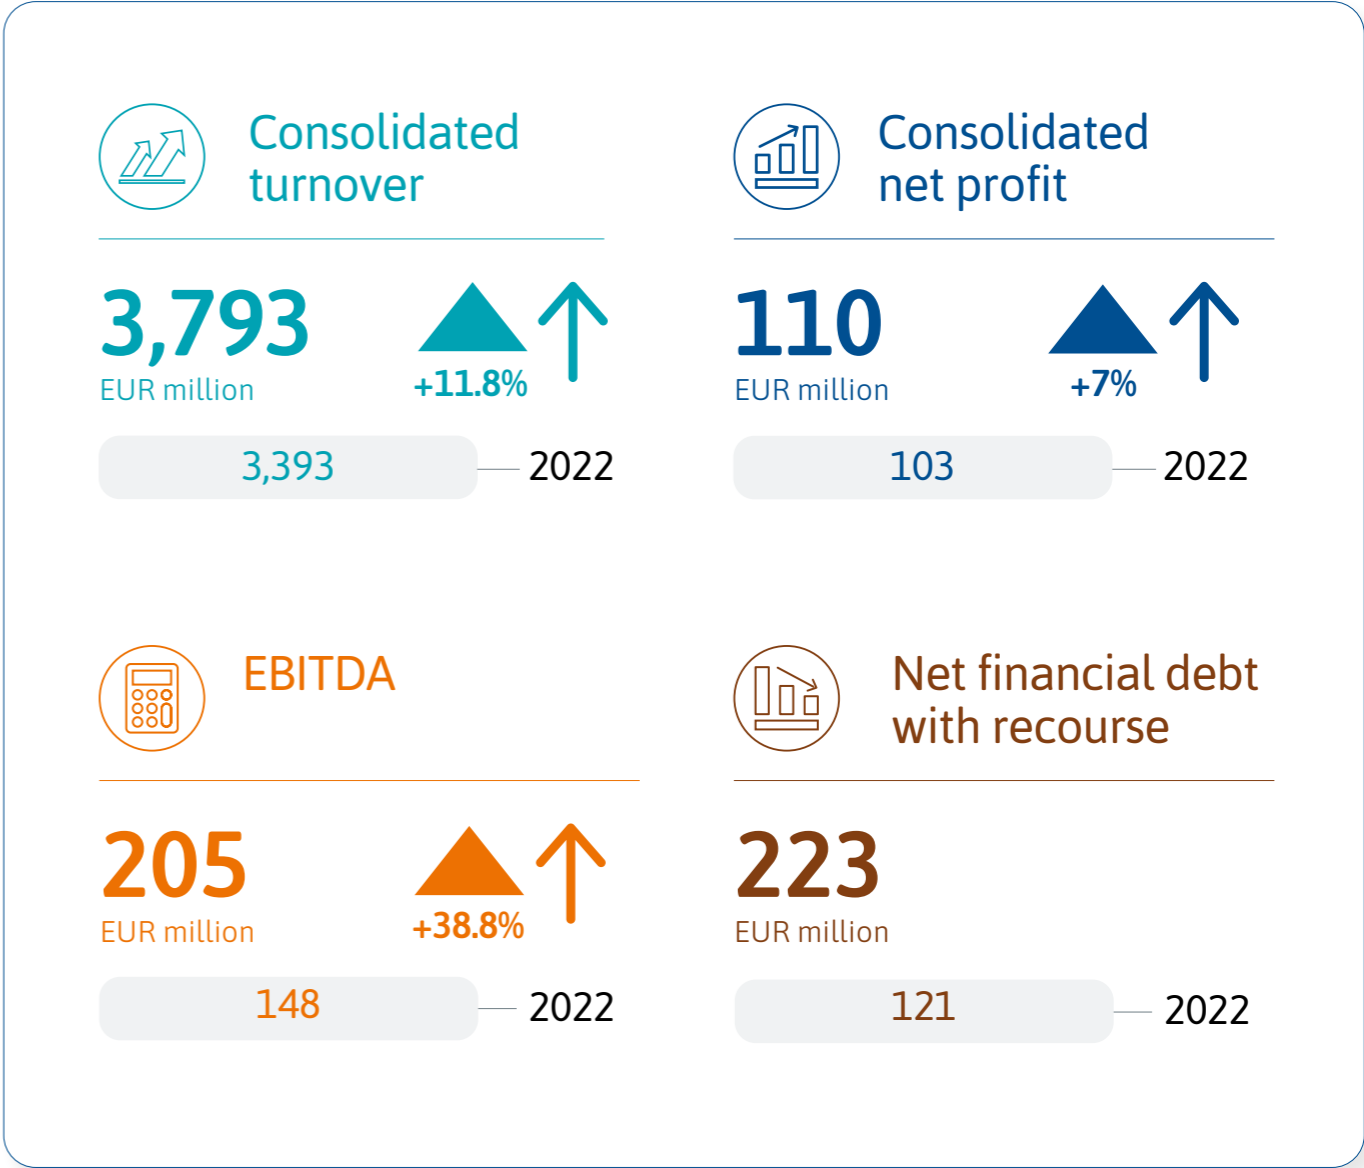 Consolidated
turnover
3,793
EUR million
+11.8%
3,393
2022
Consolidated
net profit
110
EUR million
+7%
103
2022
EBITDA
205
EUR million
+38.8%
148
2022
Net financial debt
with recourse
223
EUR million
121
2022